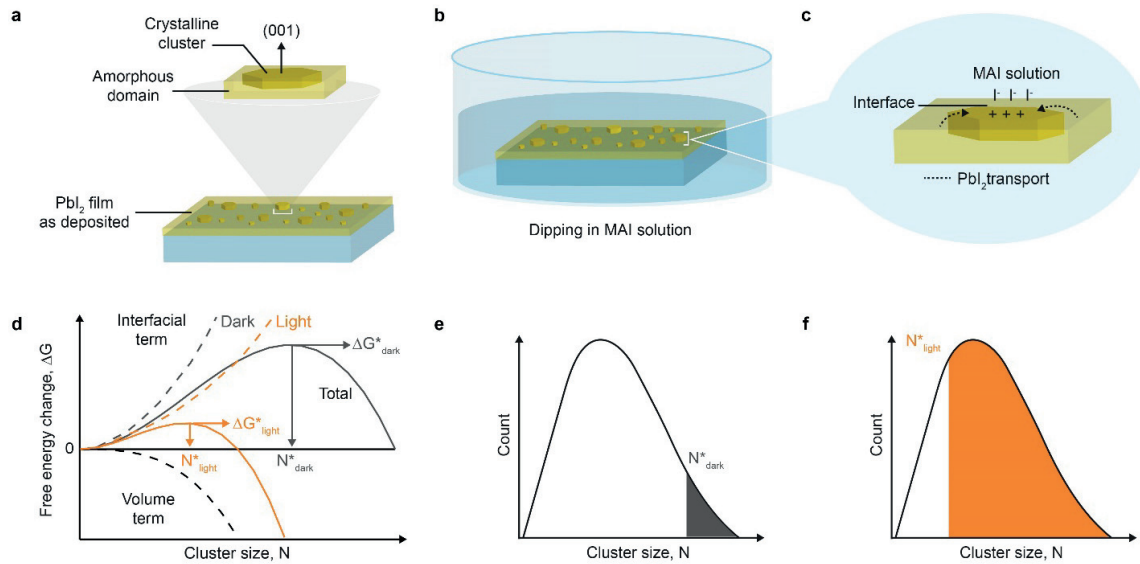 a
Crystalline
cluster
(001)
Amorphous
domain
PbI2 film
as deposited
b
Dipping in MAI solution
c
MAI solution
I- I- I-
Interface
+ + +
PbI2 transport
d
Interfacial
term
Dark
Light
ΔG*dark
Total
ΔG*light
0
N*light
N*dark
Volume
term
Free energy change, ΔG
Cluster size, N
e
Count
N*dark
Cluster size, N
f
N*light
Count
Cluster size, N